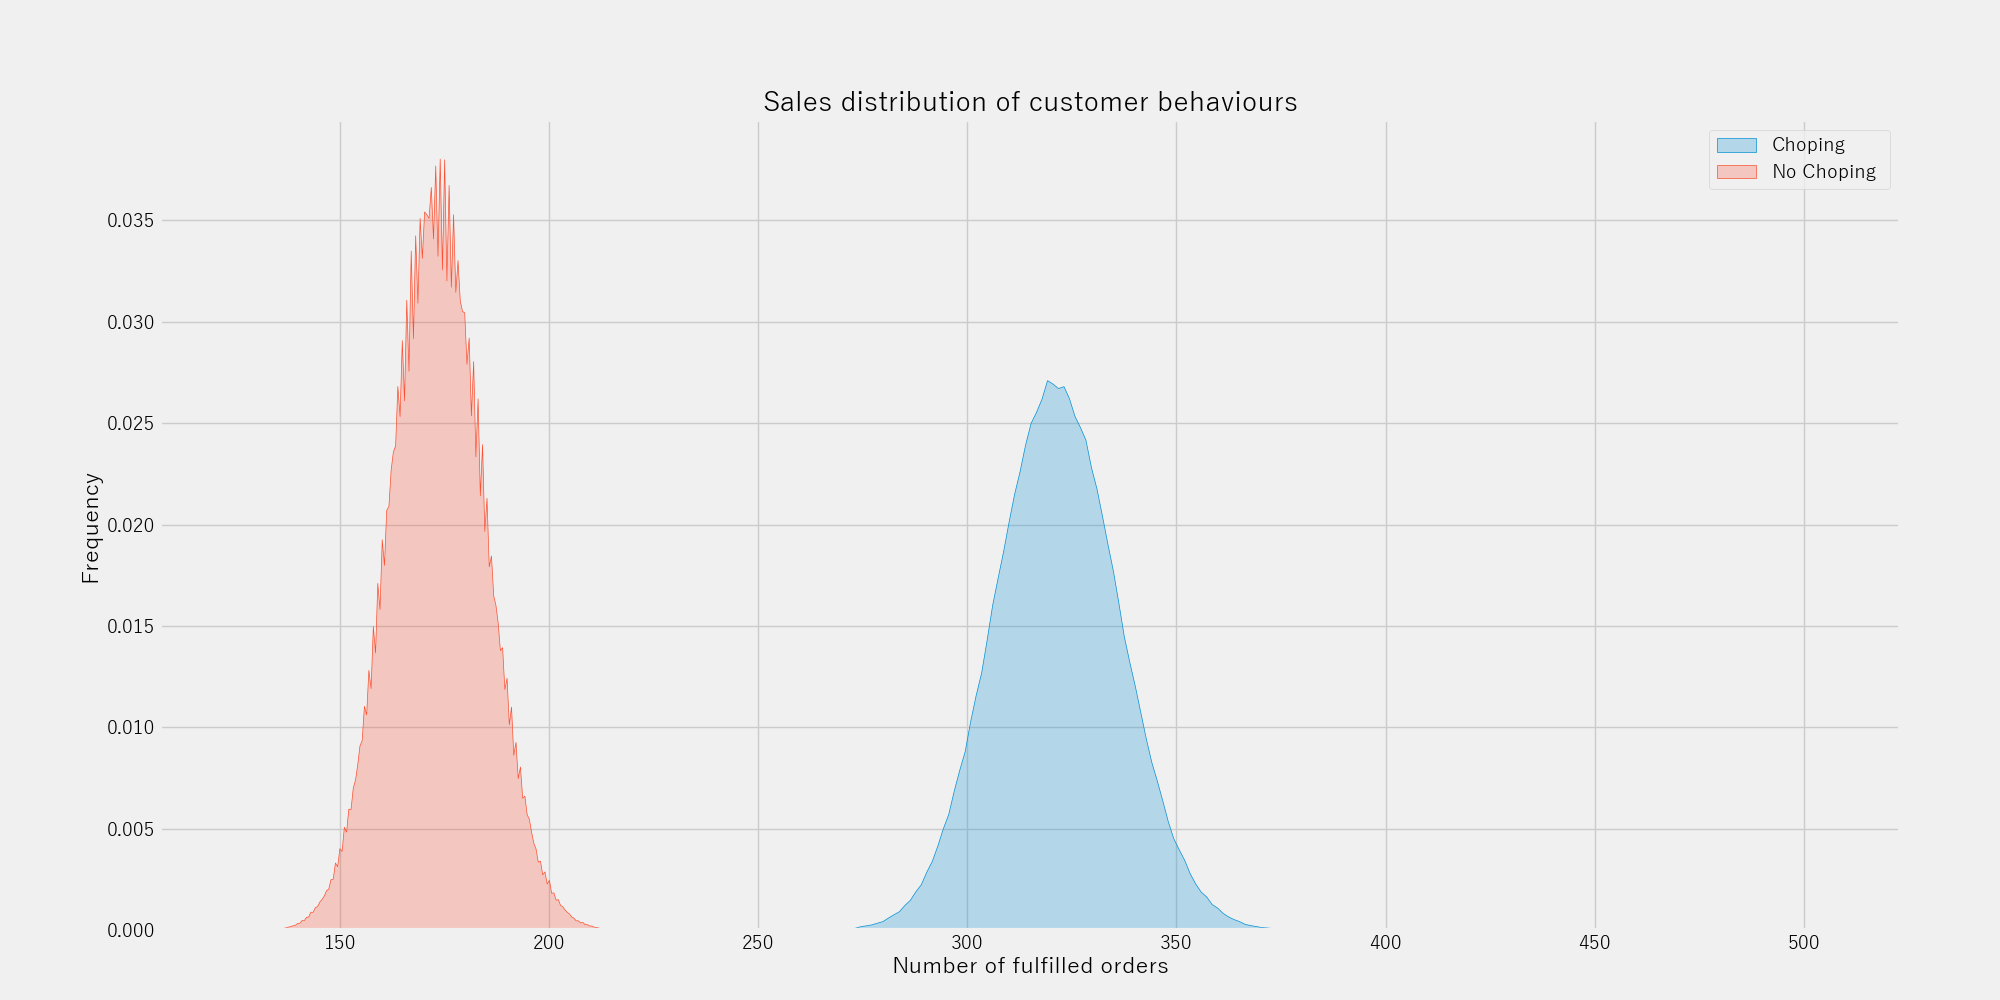 Sales distribution of customer behaviours
Choping
No Choping
0.035
0.030
0.025
0.020
0.015
0.010
0.005
0.000
Frequency
150 200 250 300 350 400 450 500
Number of fulfilled orders